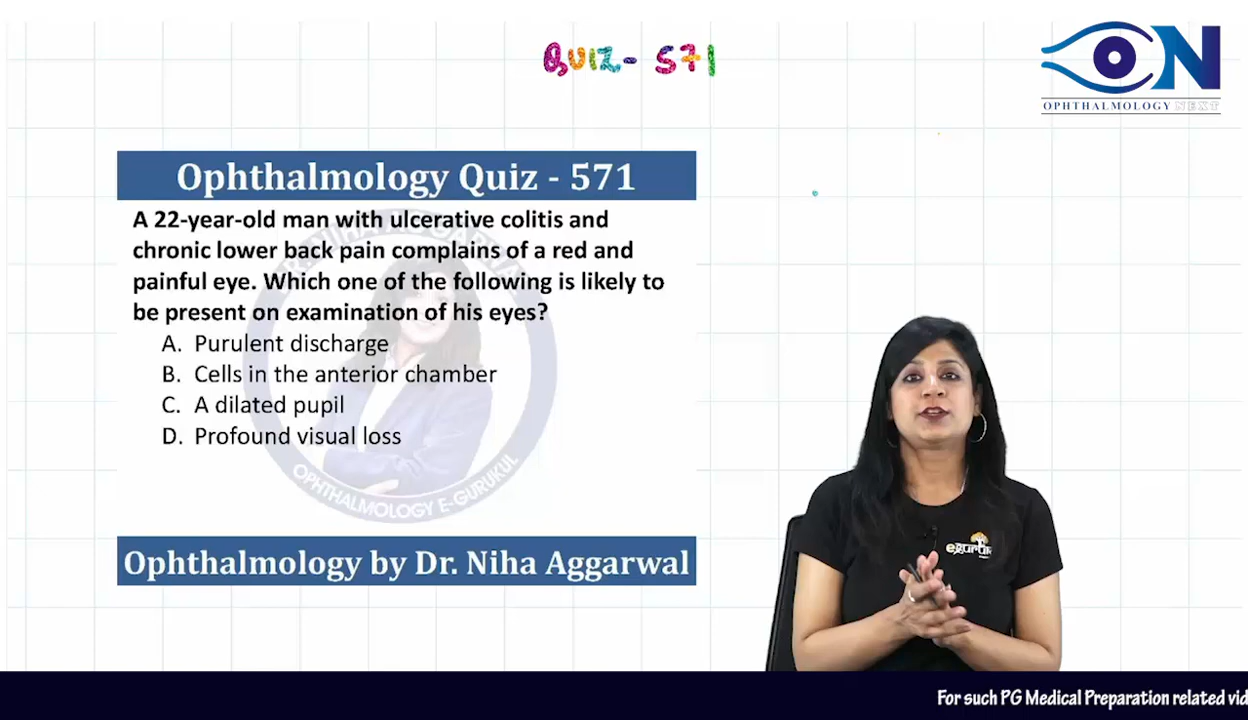 QUIZ- 571
ON
OPHTHALMOLOGY NEXT
Ophthalmology Quiz - 571
A 22-year-old man with ulcerative colitis and
chronic lower back pain complains of a red and
painful eye. Which one of the following is likely to
be present on examination of his eyes?
A. Purulent discharge
B. Cells in the anterior chamber
C. A dilated pupil
D. Profound visual loss
OPHTHALMOLOGY E-GURUKUL
Ophthalmology by Dr. Niha Aggarwal
For such PG Medical Preparation related vid